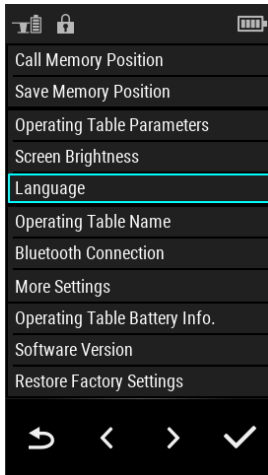 Call Memory Position
Save Memory Position
Operating Table Parameters
Screen Brightness
Language
Operating Table Name
Bluetooth Connection
More Settings
Operating Table Battery Info.
Software Version
Restore Factory Settings